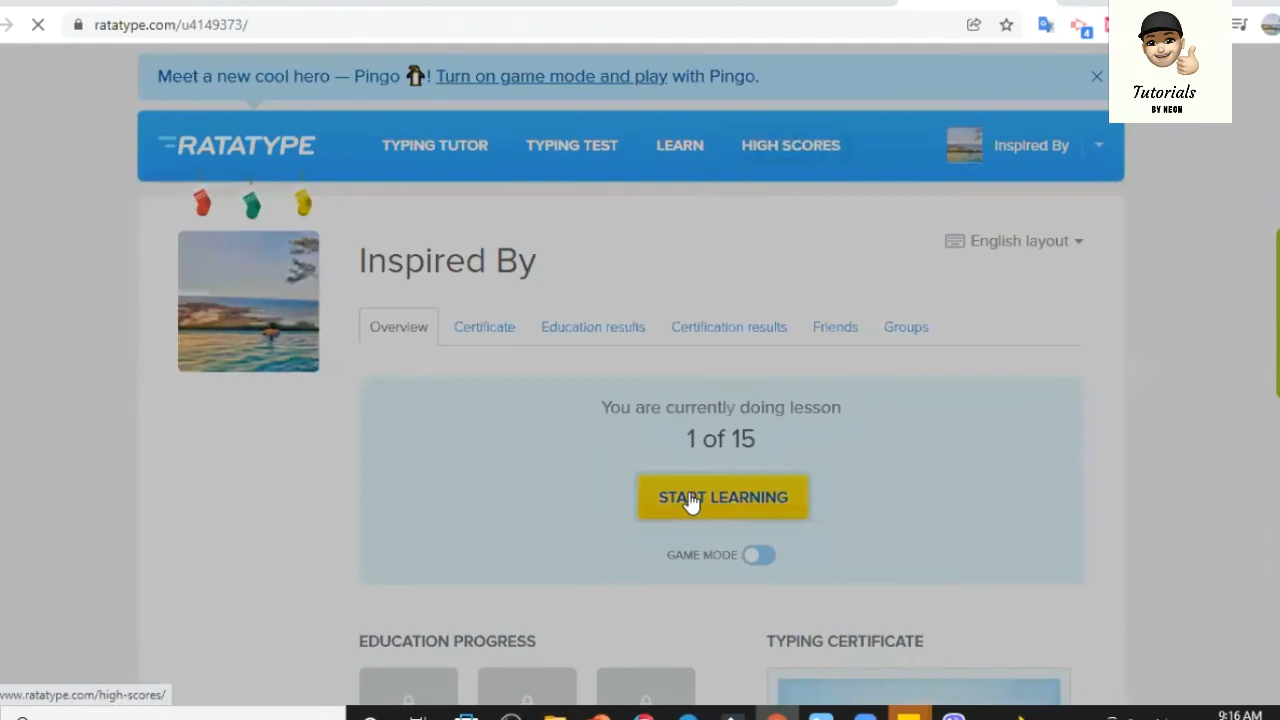 ratatype.com/u4149373/
4
Tutorials
BY NEON
Meet a new cool hero — Pingo 🐧! Turn on game mode and play with Pingo.
RATATYPE
TYPING TUTOR
TYPING TEST
LEARN
HIGH SCORES
Inspired By
Inspired By
English layout
Overview
Certificate
Education results
Certification results
Friends
Groups
You are currently doing lesson
1 of 15
START LEARNING
GAME MODE
EDUCATION PROGRESS
TYPING CERTIFICATE
www.ratatype.com/high-scores/
9:16 AM